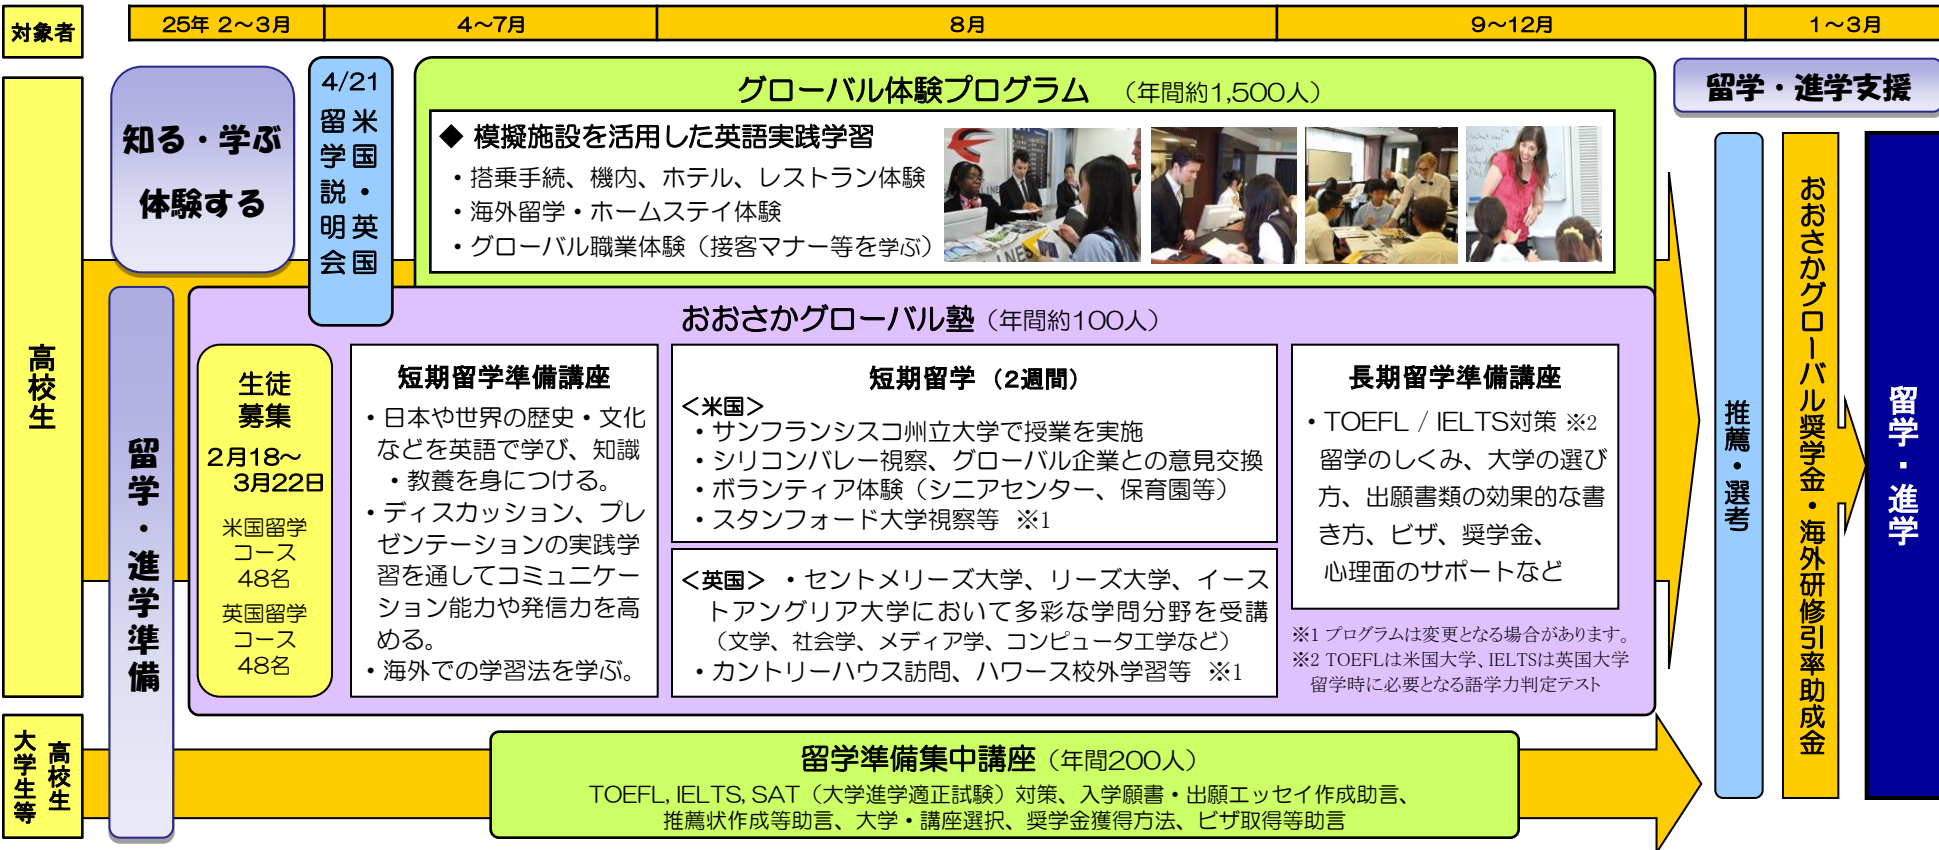 対象者
25年 2～3月
4～7月
8月
9～12月
1～3月
高校生
知る・学ぶ
体験する
4/21
米国・英国
留学説明会
グローバル体験プログラム （年間約1,500人）
◆ 模擬施設を活用した英語実践学習
・搭乗手続、機内、ホテル、レストラン体験
・海外留学・ホームステイ体験
・グローバル職業体験（接客マナー等を学ぶ）
留学・進学支援
留学・進学準備
おおさかグローバル塾（年間約100人）
生徒
募集
2月18～
3月22日
米国留学
コース
48名
英国留学
コース
48名
短期留学準備講座
・日本や世界の歴史・文化
などを英語で学び、知識
・教養を身につける。
・ディスカッション、プレ
ゼンテーションの実践学
習を通してコミュニケー
ション能力や発信力を高
める。
・海外での学習法を学ぶ。
短期留学（2週間）
＜米国＞
・サンフランシスコ州立大学で授業を実施
・シリコンバレー視察、グローバル企業との意見交換
・ボランティア体験（シニアセンター、保育園等）
・スタンフォード大学視察等 ※1
＜英国＞ ・セントメリーズ大学、リーズ大学、イース
トアングリア大学において多彩な学問分野を受講
（文学、社会学、メディア学、コンピュータ工学など）
・カントリーハウス訪問、ハワース校外学習等 ※1
長期留学準備講座
・TOEFL / IELTS対策 ※2
留学のしくみ、大学の選び
方、出願書類の効果的な書
き方、ビザ、奨学金、
心理面のサポートなど
※1 プログラムは変更となる場合があります。
※2 TOEFLは米国大学、IELTSは英国大学
留学時に必要となる語学力判定テスト
推薦・選考
おおさかグローバル奨学金・海外研修引率助成金
留学・進学
高校生
大学生等
留学準備集中講座（年間200人）
TOEFL, IELTS, SAT（大学進学適正試験）対策、入学願書・出願エッセイ作成助言、
推薦状作成等助言、大学・講座選択、奨学金獲得方法、ビザ取得等助言